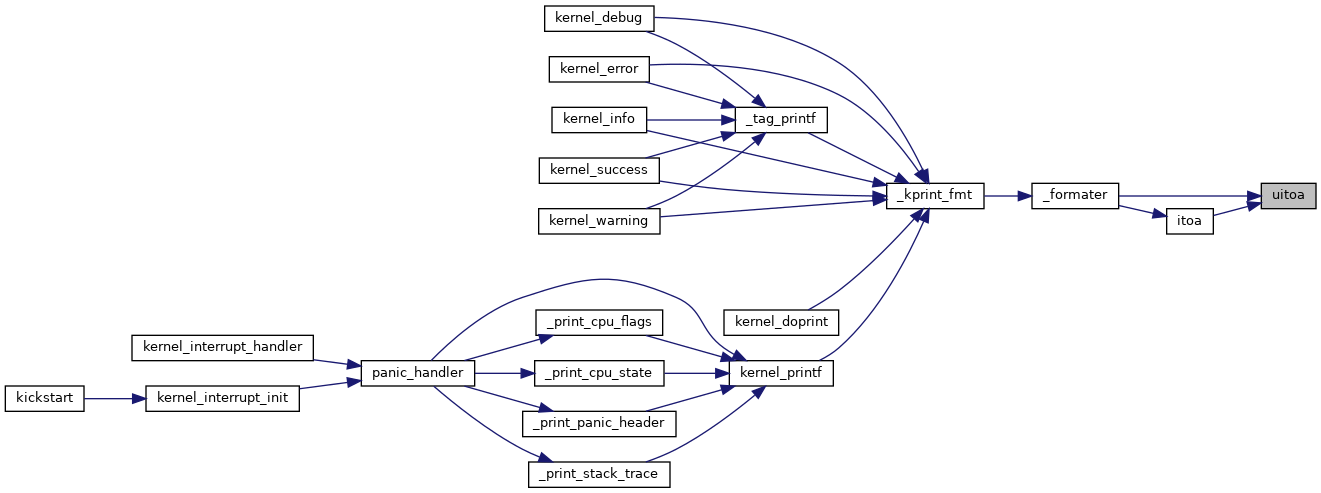 kernel_debug
kernel_error
kernel_info
_tag_printf
kernel_success
_kprint_fmt
_formater
uitoa
kernel_warning
itoa
_print_cpu_flags
kernel_doprint
kernel_interrupt_handler
panic_handler
_print_cpu_state
kernel_printf
kickstart
kernel_interrupt_init
_print_panic_header
_print_stack_trace